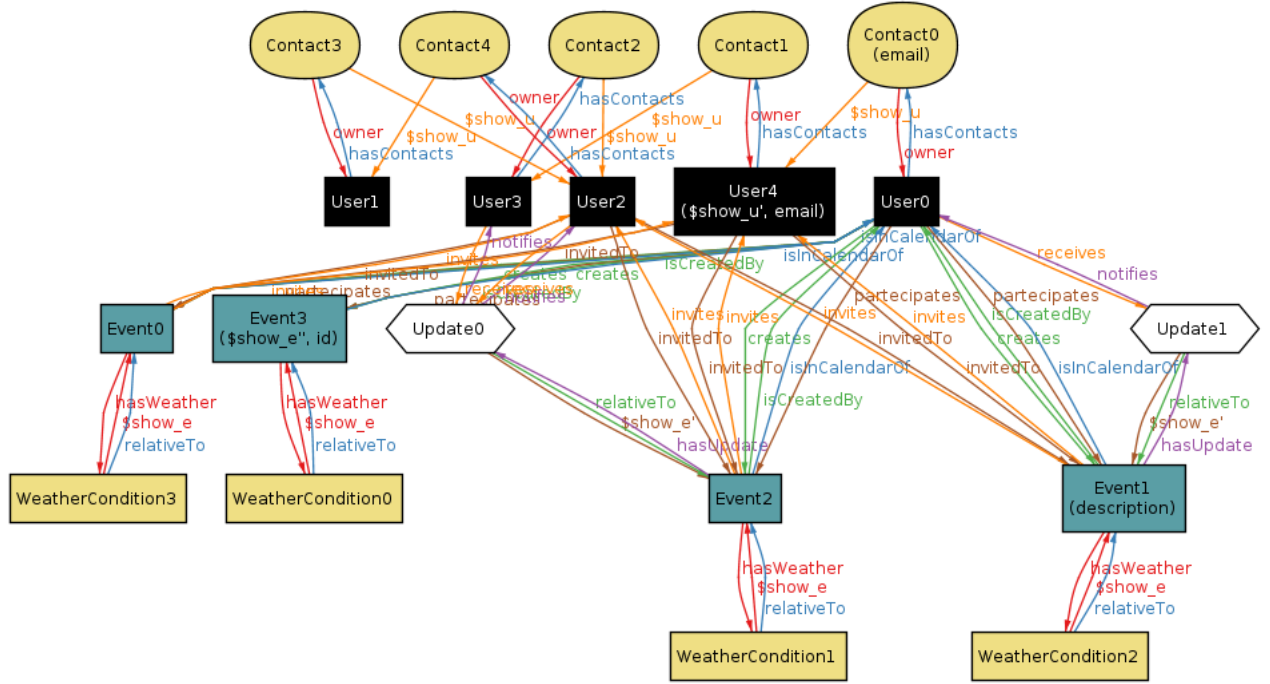 Contact3
Contact4
Contact2
Contact1
Contact0
(email)
owner
hasContacts
$show_u
owner
$show_u
$show_u
owner
hasContacts
$show_u
owner
hasContacts
$show_u
hasContacts
owner
hasContacts
User1
User3
User2
User4
($show_u', email)
User0
notifies
invitedTo
isInCalendarOf
receives
invites
isCreatedBy
isInCalendarOf
invitedTo
creates
creates
notifies
partecipates
partecipates
partecipates
partecipates
Event0
Event3
($show_e'', id)
Update0
invites
invites
invites
invites
isCreatedBy
Update1
invitedTo
creates
creates
invitedTo
invitedTo
isInCalendarOf
invitedTo
isInCalendarOf
hasWeather
$show_e
relativeTo
hasWeather
$show_e
relativeTo
relativeTo
$show_e'
hasUpdate
isCreatedBy
relativeTo
$show_e'
hasUpdate
WeatherCondition3
WeatherCondition0
Event2
Event1
(description)
hasWeather
$show_e
relativeTo
hasWeather
$show_e
relativeTo
WeatherCondition1
WeatherCondition2